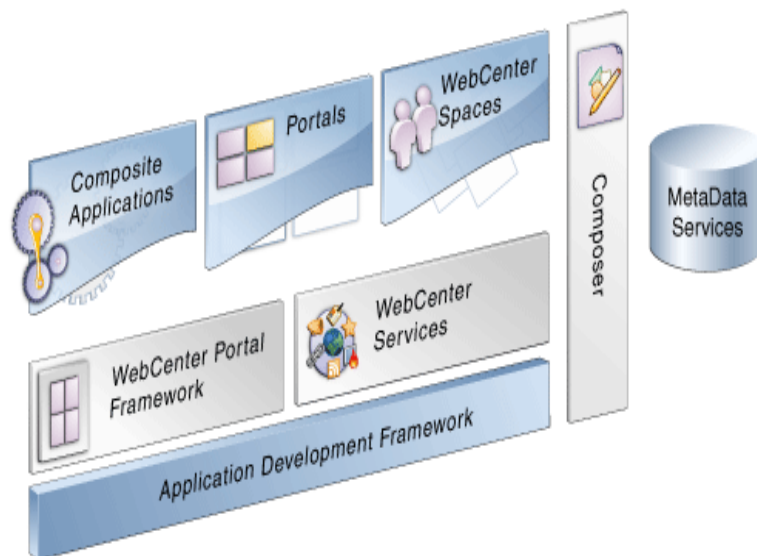 Composite
Applications
Portals
WebCenter
Spaces
Composer
MetaData
Services
WebCenter Portal
Framework
WebCenter
Services
Application Development Framework